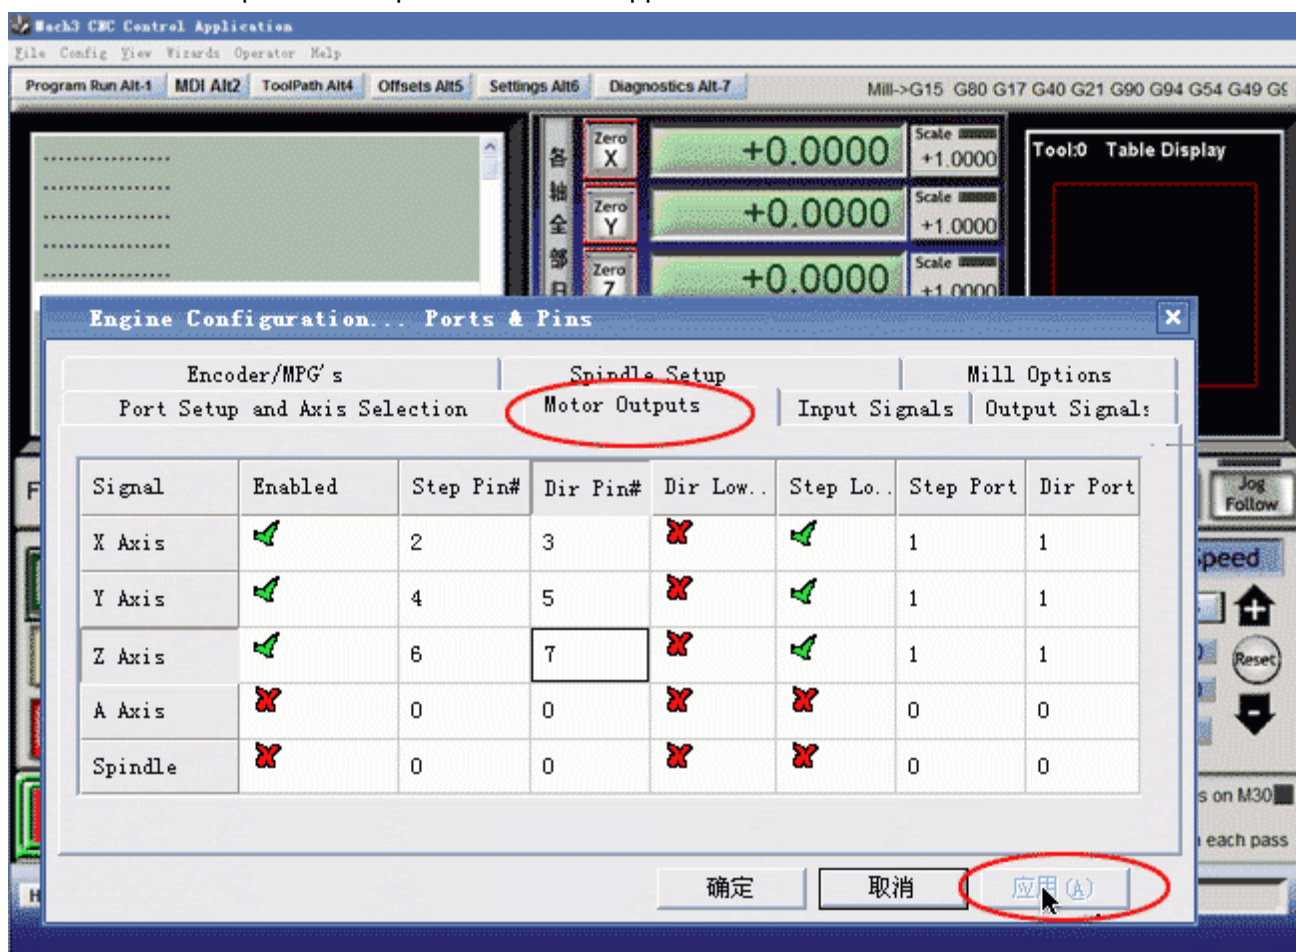 Mach3 CNC Control Application
File Config View Wizards Operator Help
Program Run Alt-1 MDI Alt2 ToolPath Alt4 Offsets Alt5 Settings Alt6 Diagnostics Alt-7 Mill->G15 G80 G17 G40 G21 G90 G94 G54 G49 G9
各轴全部日
Zero X +0.0000 Scale +1.0000
Zero Y +0.0000 Scale +1.0000
Zero Z +0.0000 Scale +1.0000
Tool:0 Table Display
Engine Configuration... Ports & Pins
Encoder/MPG's Spindle Setup Mill Options
Port Setup and Axis Selection Motor Outputs Input Signals Output Signals
Signal Enabled Step Pin# Dir Pin# Dir Low.. Step Lo.. Step Port Dir Port
X Axis 2 3 1 1
Y Axis 4 5 1 1
Z Axis 6 7 1 1
A Axis 0 0 0 0
Spindle 0 0 0 0
确定 取消 应用(A)
F
Jog Follow
peed
Reset
s on M30
each pass
H